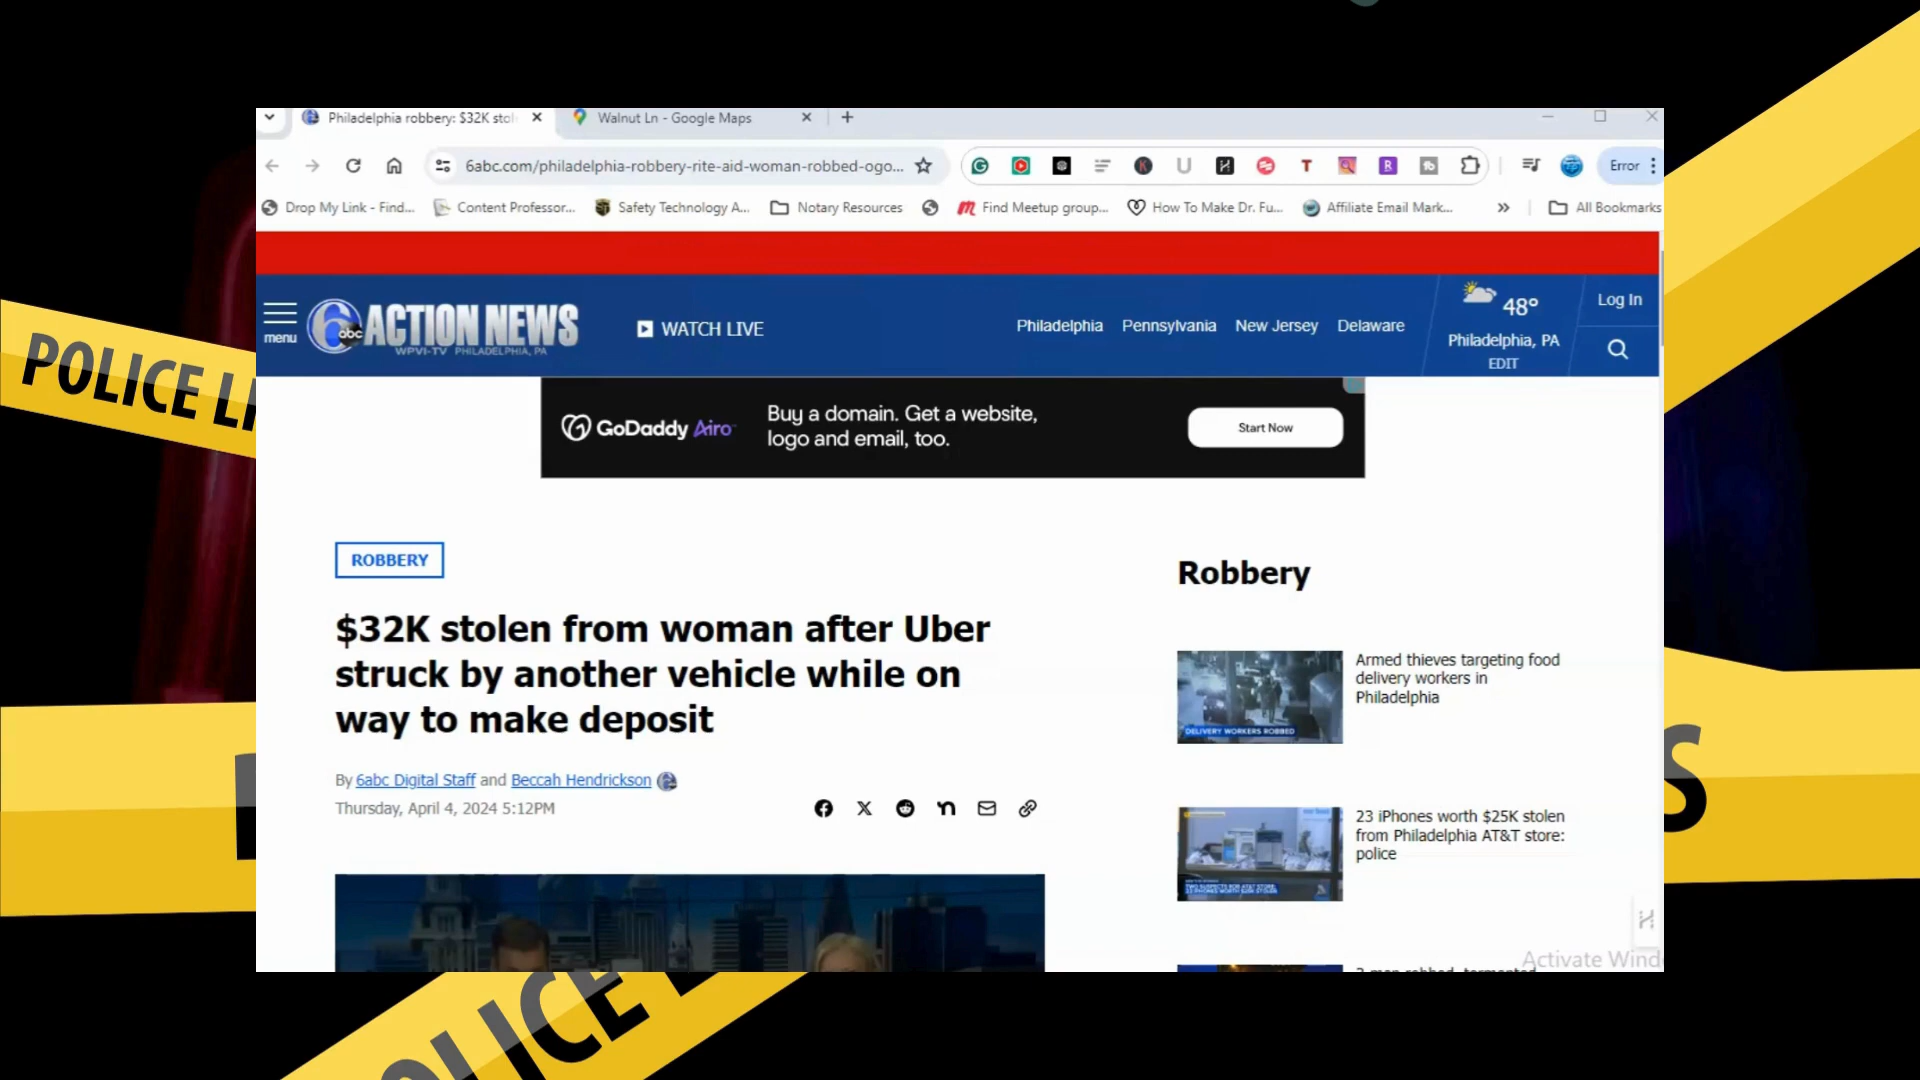 Philadelphia robbery: $32K stol
Walnut Ln - Google Maps
6abc.com/philadelphia-robbery-rite-aid-woman-robbed-ogo...
Error
Drop My Link - Find...
Content Professor...
Safety Technology A...
Notary Resources
Find Meetup group...
How To Make Dr. Fu...
Affiliate Email Mark...
All Bookmarks
menu
6abc ACTION NEWS
WPVI-TV PHILADELPHIA, PA
WATCH LIVE
Philadelphia
Pennsylvania
New Jersey
Delaware
48°
Philadelphia, PA
EDIT
Log In
POLICE LI
GoDaddy Airo
Buy a domain. Get a website,
logo and email, too.
Start Now
ROBBERY
$32K stolen from woman after Uber
struck by another vehicle while on
way to make deposit
By 6abc Digital Staff and Beccah Hendrickson
Thursday, April 4, 2024 5:12PM
Robbery
Armed thieves targeting food
delivery workers in
Philadelphia
DELIVERY WORKERS ROBBED
23 iPhones worth $25K stolen
from Philadelphia AT&T store:
police
Activate Wind
S
POLICE